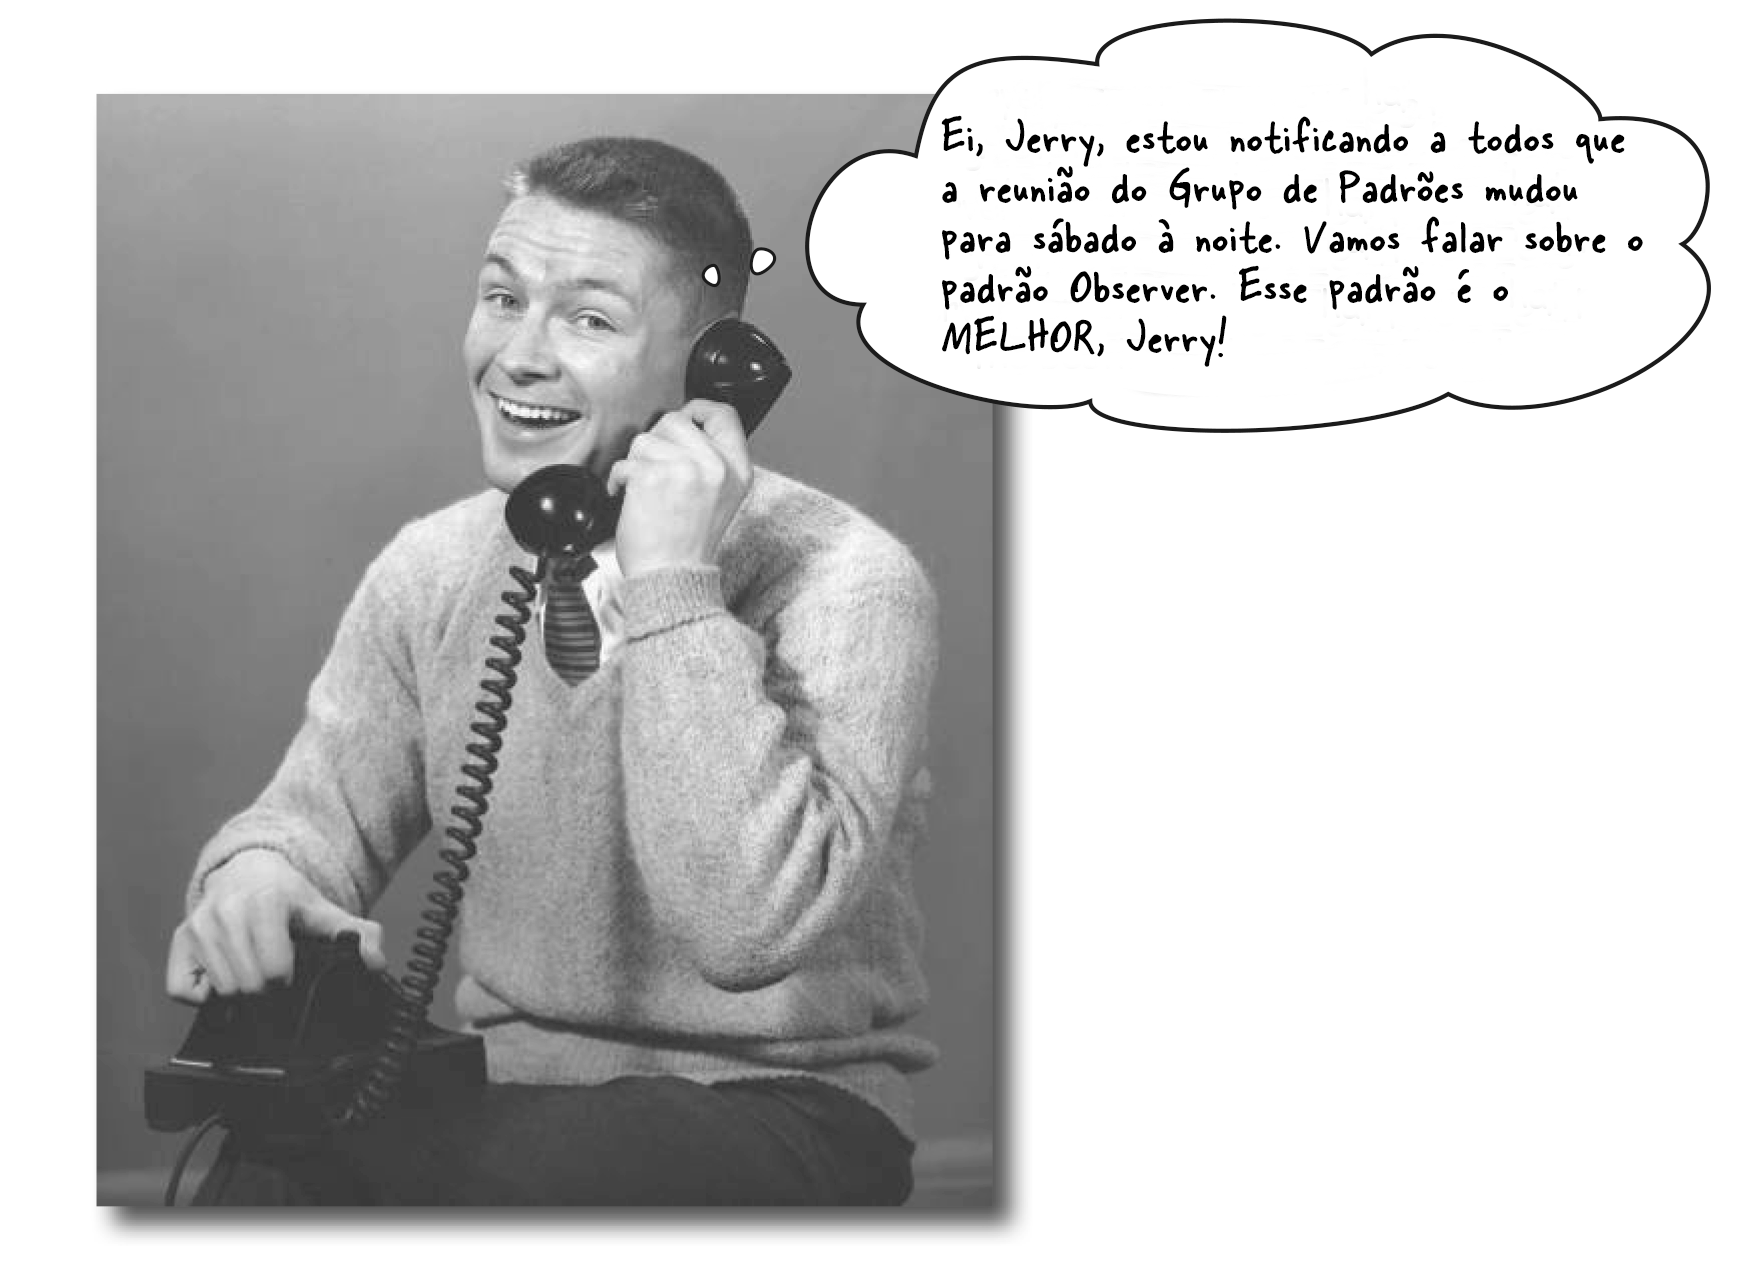 Ei, Jerry, estou notificando a todos que
a reunião do Grupo de Padrões mudou
para sábado à noite. Vamos falar sobre o
padrão Observer. Esse padrão é o
MELHOR, Jerry!